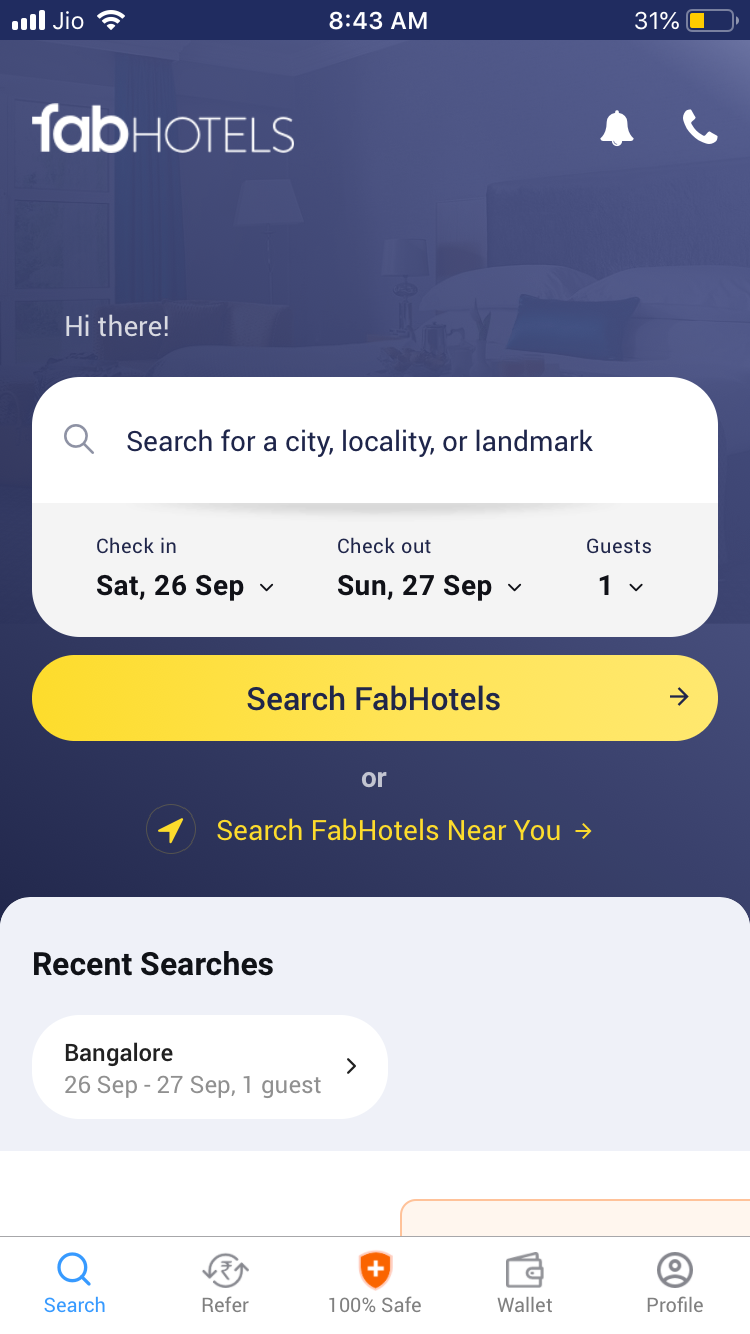 Jio 8:43 AM 31%
fabHOTELS
Hi there!
Search for a city, locality, or landmark
Check in Check out Guests
Sat, 26 Sep Sun, 27 Sep 1
Search FabHotels
or
Search FabHotels Near You
Recent Searches
Bangalore
26 Sep - 27 Sep, 1 guest
Search Refer 100% Safe Wallet Profile